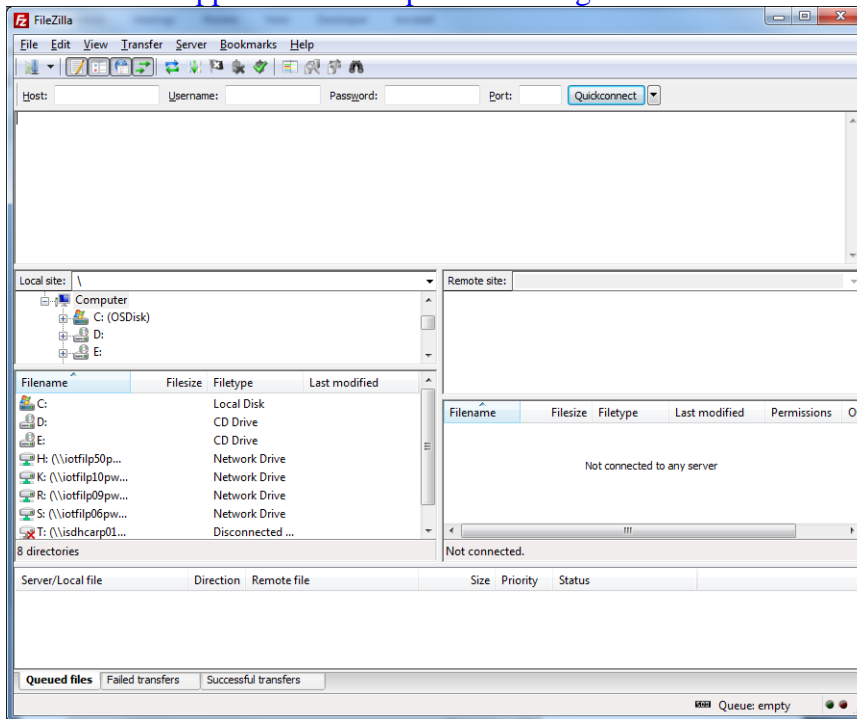 FileZilla
File Edit View Transfer Server Bookmarks Help
Host: Username: Password: Port: Quickconnect
Local site: \
Remote site:
Computer
C: (OSDisk)
D:
E:
Filename Filesize Filetype Last modified
C: Local Disk
D: CD Drive
E: CD Drive
H: (\\iotfilp50p... Network Drive
K: (\\iotfilp10pw... Network Drive
R: (\\iotfilp09pw... Network Drive
S: (\\iotfilp06pw... Network Drive
T: (\\isdhcarp01... Disconnected ...
8 directories
Filename Filesize Filetype Last modified Permissions O
Not connected to any server
Not connected.
Server/Local file Direction Remote file Size Priority Status
Queued files Failed transfers Successful transfers
Queue: empty